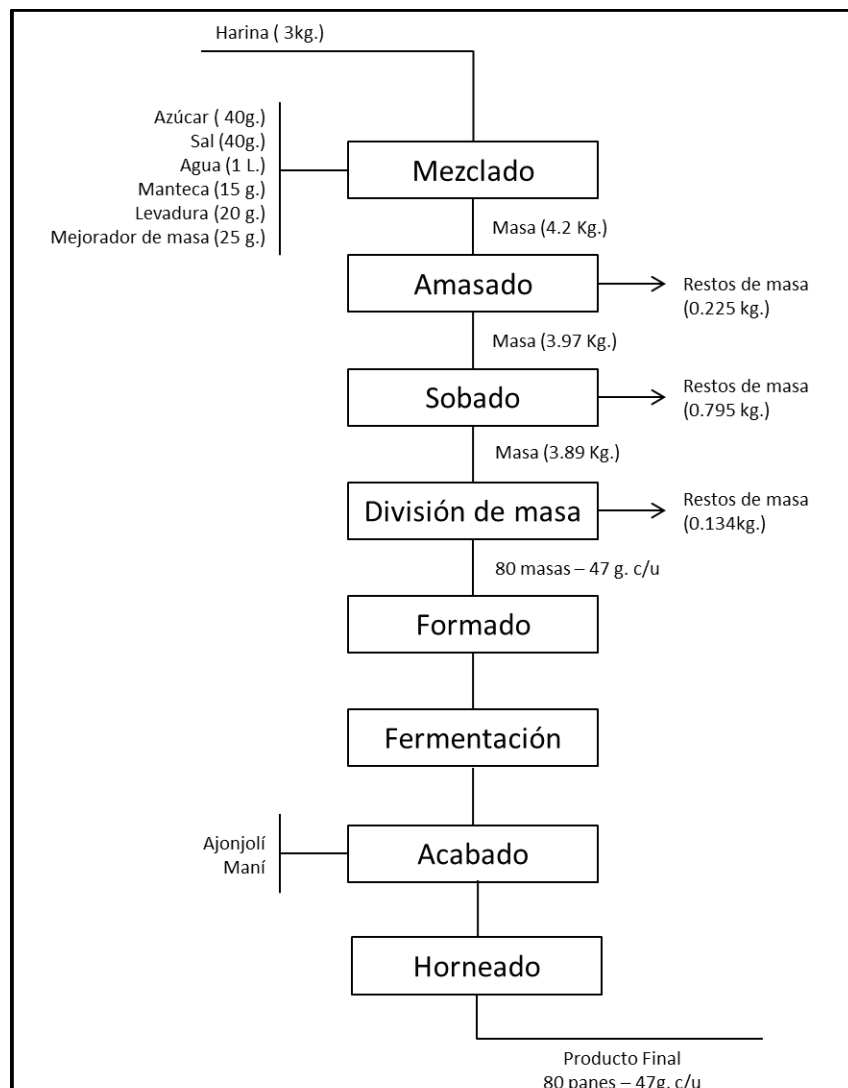 Harina ( 3kg.)
Azúcar ( 40g.)
Sal (40g.)
Agua (1 L.)
Manteca (15 g.)
Levadura (20 g.)
Mejorador de masa (25 g.)
Mezclado
Masa (4.2 Kg.)
Amasado
Restos de masa
(0.225 kg.)
Masa (3.97 Kg.)
Sobado
Restos de masa
(0.795 kg.)
Masa (3.89 Kg.)
División de masa
Restos de masa
(0.134kg.)
80 masas – 47 g. c/u
Formado
Fermentación
Ajonjolí
Maní
Acabado
Horneado
Producto Final
80 panes – 47g. c/u